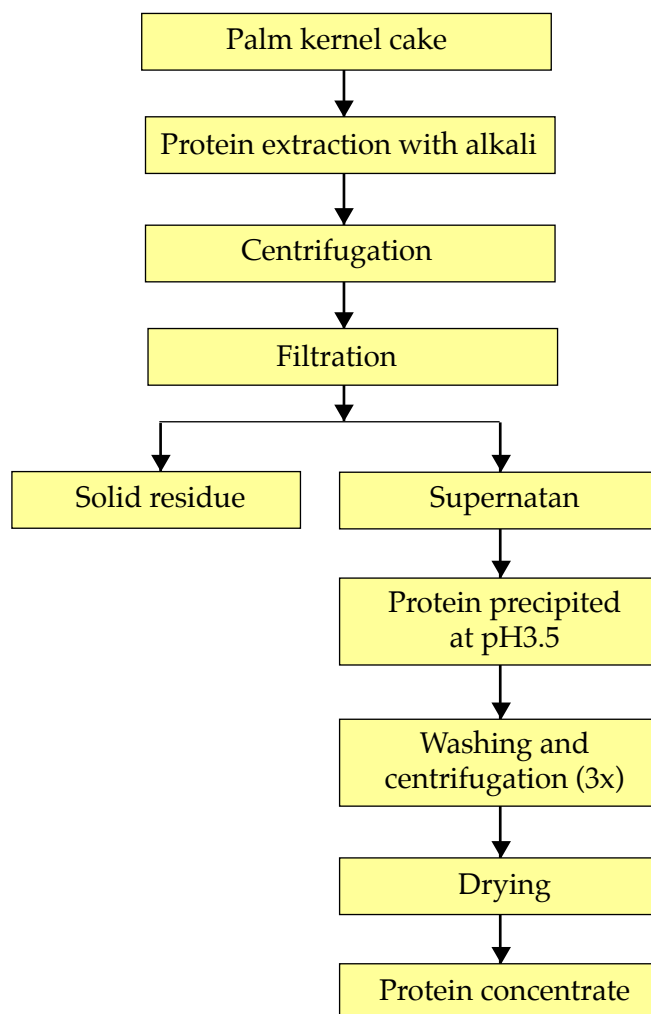 Palm kernel cake
Protein extraction with alkali
Centrifugation
Filtration
Solid residue
Supernatan
Protein precipited
at pH3.5
Washing and
centrifugation (3x)
Drying
Protein concentrate